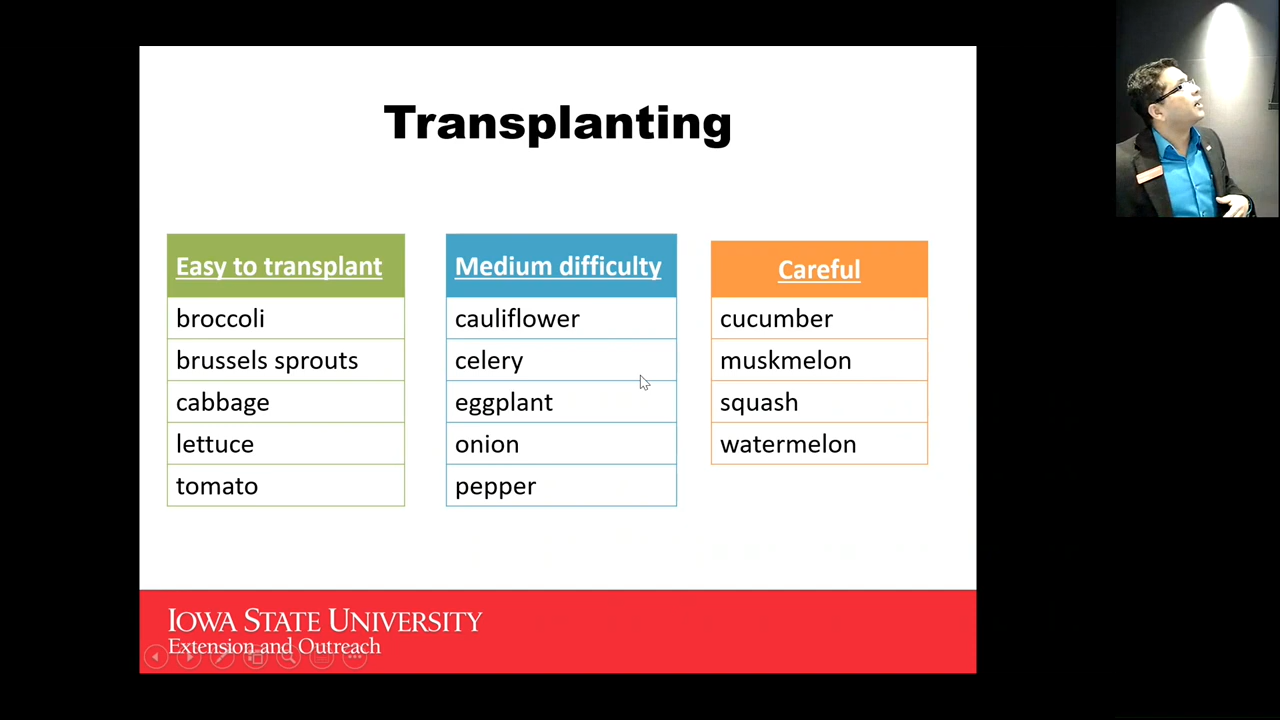 Transplanting
Easy to transplant
broccoli
brussels sprouts
cabbage
lettuce
tomato
Medium difficulty
cauliflower
celery
eggplant
onion
pepper
Careful
cucumber
muskmelon
squash
watermelon
IOWA STATE UNIVERSITY
Extension and Outreach